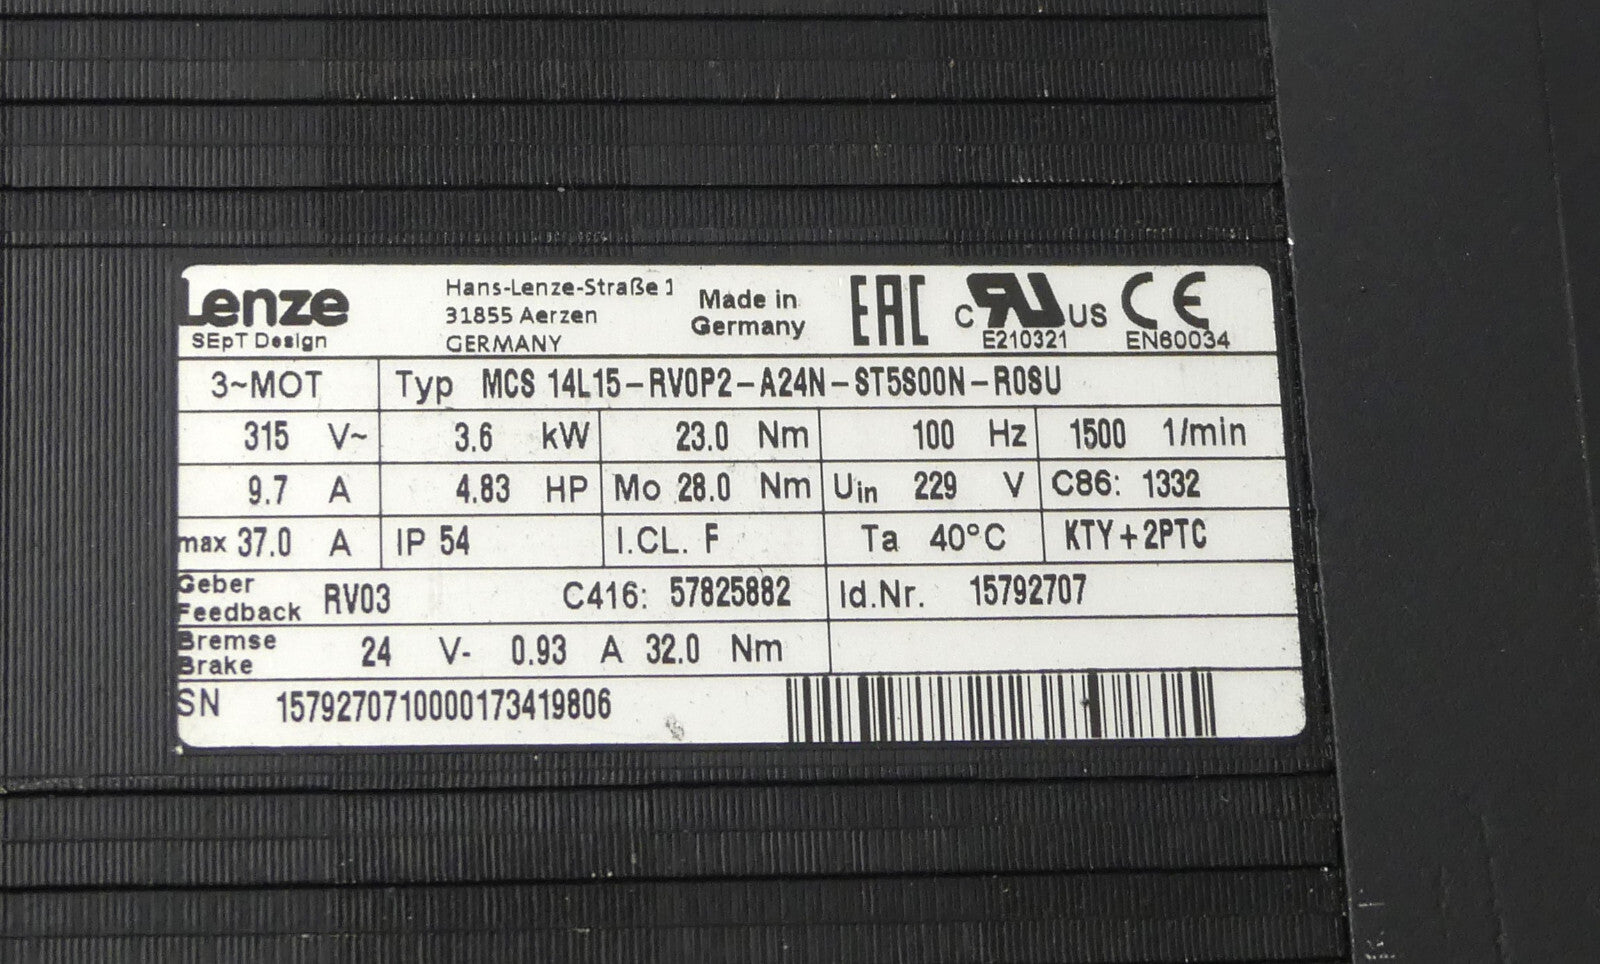 Lenze
SEpT Design
Hans-Lenze-Straße 1
31855 Aerzen
GERMANY
Made in
Germany
EAC
C RU US
E210321
CE
EN60034
3~MOT Typ MCS 14L15-RV0P2-A24N-ST5S00N-R0SU
315 V~ 3.6 kW 23.0 Nm 100 Hz 1500 1/min
9.7 A 4.83 HP Mo 28.0 Nm Uin 229 V C86: 1332
max 37.0 A IP 54 I.CL. F Ta 40°C KTY+2PTC
Geber
Feedback RV03 C416: 57825882 Id.Nr. 15792707
Bremse
Brake 24 V- 0.93 A 32.0 Nm
SN 1579270710000173419806